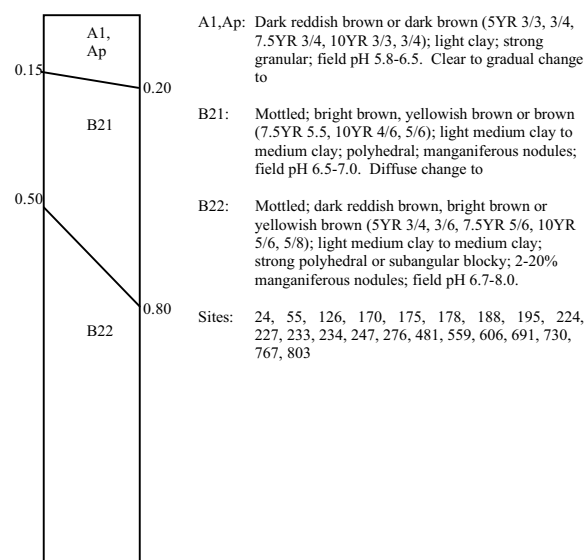 A1,
Ap
0.15
0.20
B21
0.50
0.80
B22
A1,Ap: Dark reddish brown or dark brown (5YR 3/3, 3/4,
7.5YR 3/4, 10YR 3/3, 3/4); light clay; strong
granular; field pH 5.8-6.5. Clear to gradual change
to
B21: Mottled; bright brown, yellowish brown or brown
(7.5YR 5.5, 10YR 4/6, 5/6); light medium clay to
medium clay; polyhedral; manganiferous nodules;
field pH 6.5-7.0. Diffuse change to
B22: Mottled; dark reddish brown, bright brown or
yellowish brown (5YR 3/4, 3/6, 7.5YR 5/6, 10YR
5/6, 5/8); light medium clay to medium clay;
strong polyhedral or subangular blocky; 2-20%
manganiferous nodules; field pH 6.7-8.0.
Sites: 24, 55, 126, 170, 175, 178, 188, 195, 224,
227, 233, 234, 247, 276, 481, 559, 606, 691, 730,
767, 803